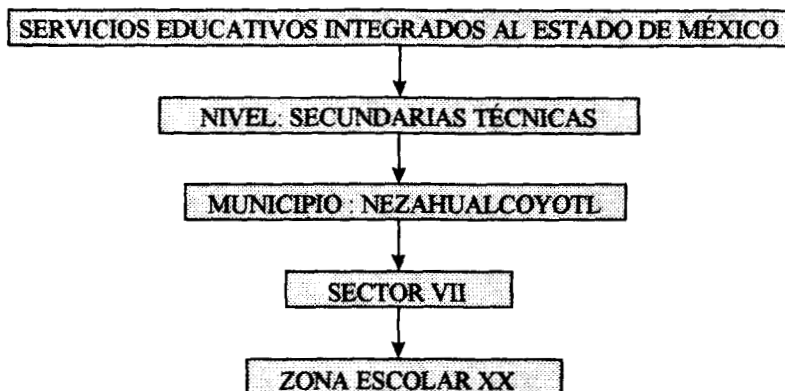 SERVICIOS EDUCATIVOS INTEGRADOS AL ESTADO DE MÉXICO
NIVEL: SECUNDARIAS TÉCNICAS
MUNICIPIO : NEZAHUALCOYOTL
SECTOR VII
ZONA ESCOLAR XX